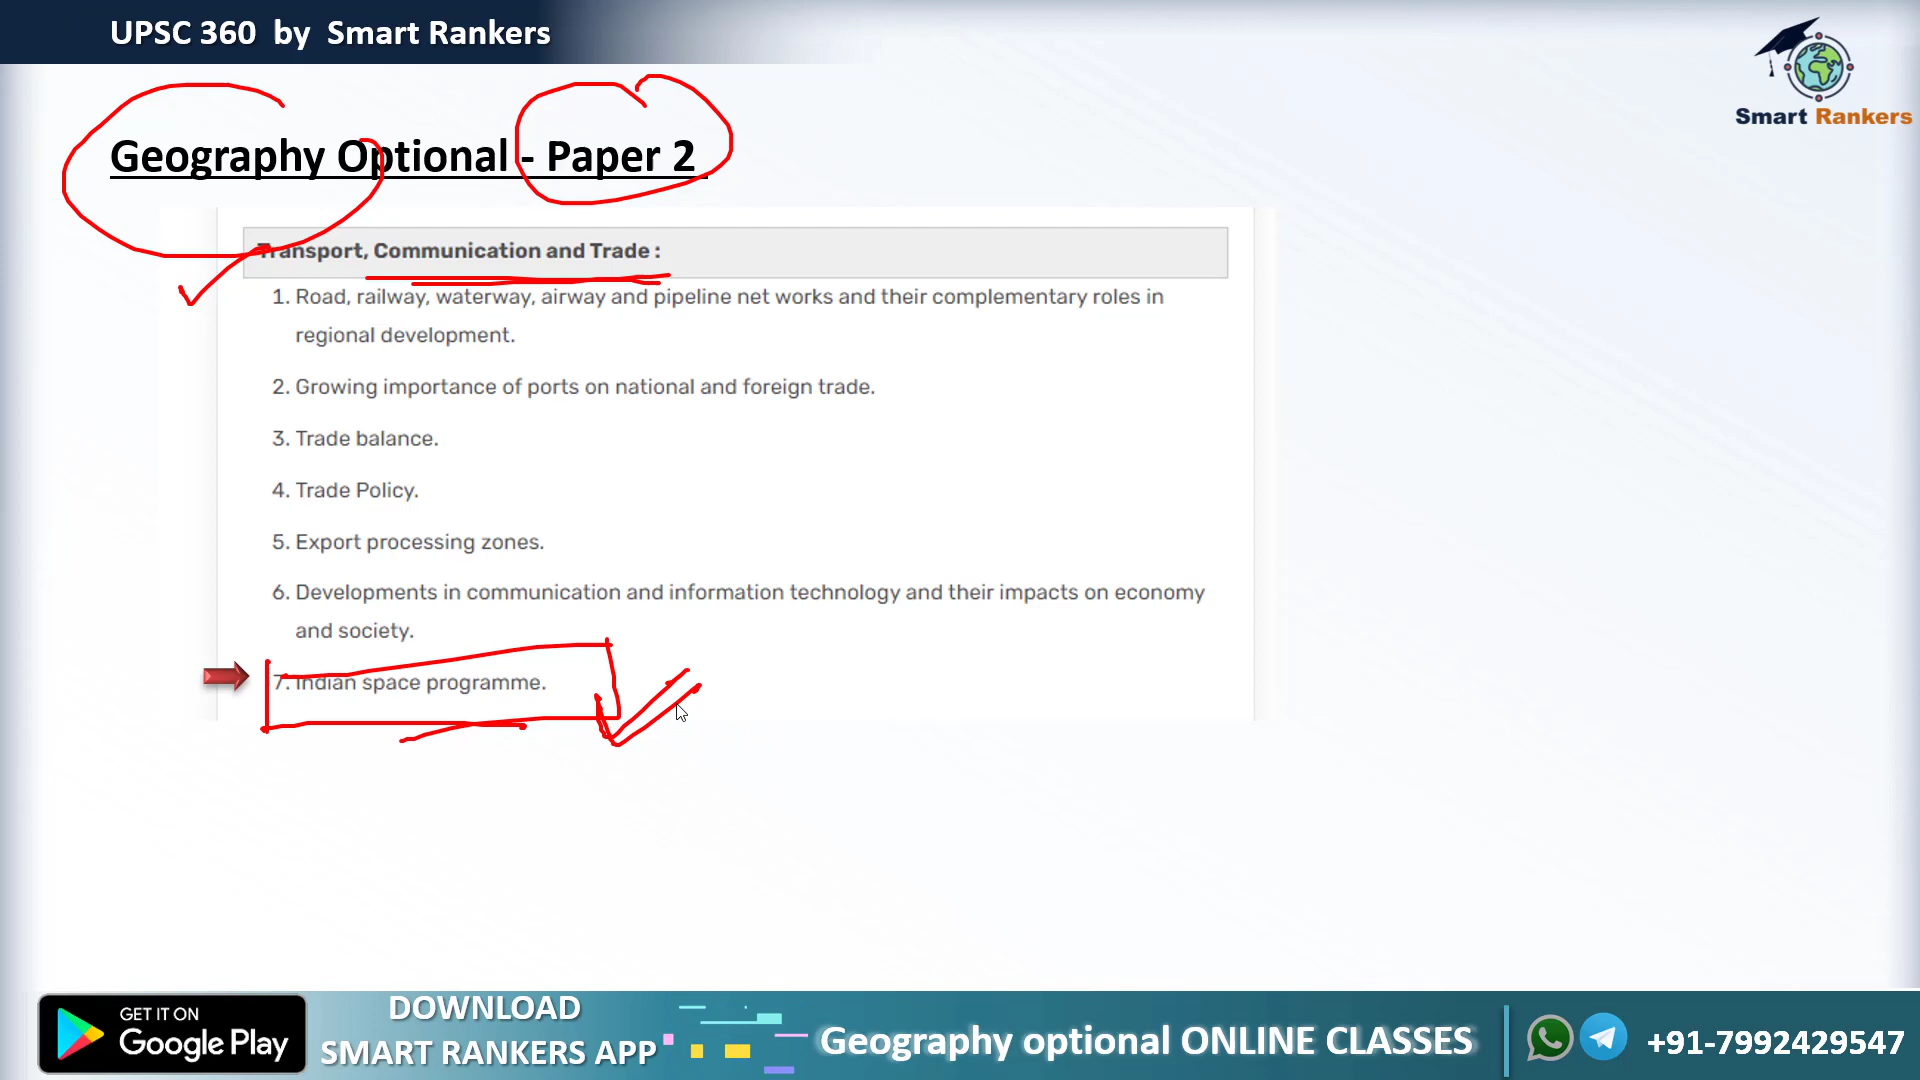 UPSC 360 by Smart Rankers
Smart Rankers
Geography Optional - Paper 2
Transport, Communication and Trade :
1. Road, railway, waterway, airway and pipeline net works and their complementary roles in
regional development.
2. Growing importance of ports on national and foreign trade.
3. Trade balance.
4. Trade Policy.
5. Export processing zones.
6. Developments in communication and information technology and their impacts on economy
and society.
7. Indian space programme.
GET IT ON
Google Play
DOWNLOAD
SMART RANKERS APP
Geography optional ONLINE CLASSES
+91-7992429547